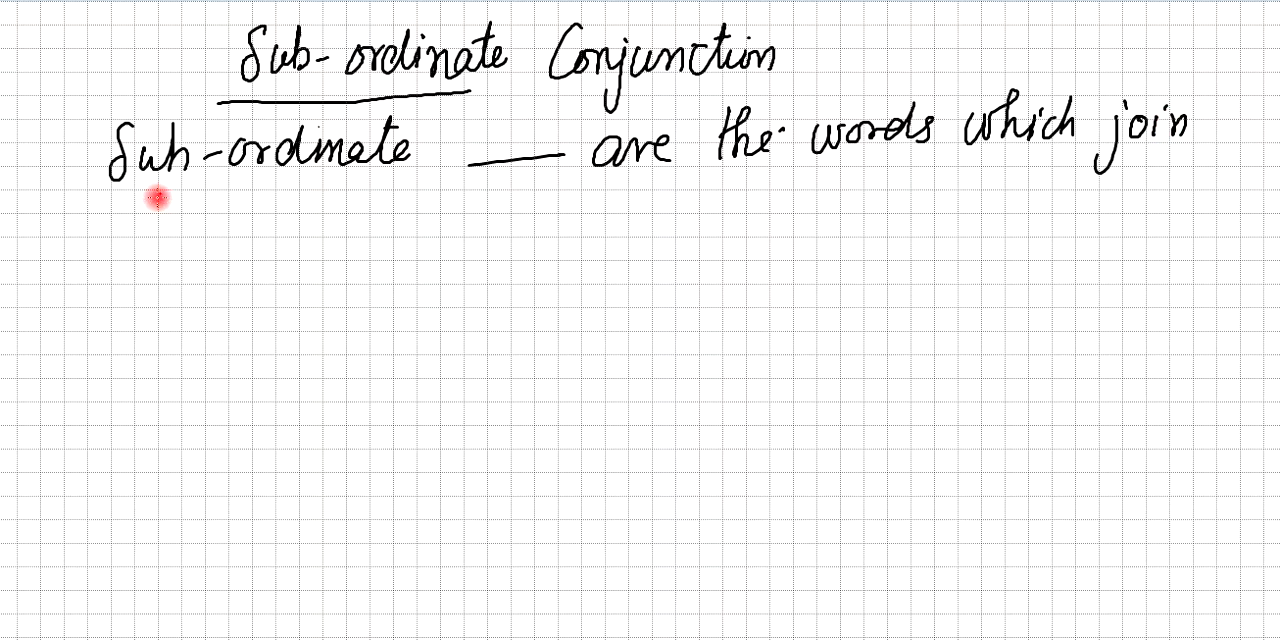 Sub-ordinate Conjunction
Sub-ordinate —— are the words which join